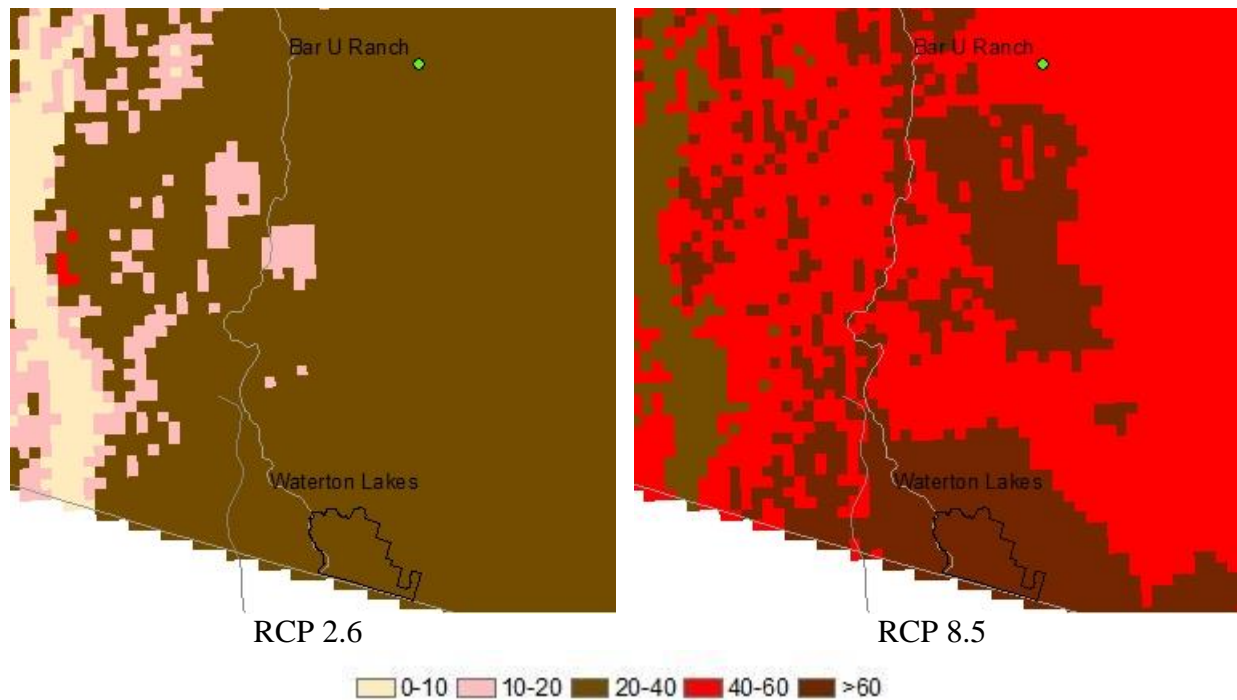 Bar U Ranch
Bar U Ranch
Waterton Lakes
Waterton Lakes
RCP 2.6
RCP 8.5
0-10 10-20 20-40 40-60 >60